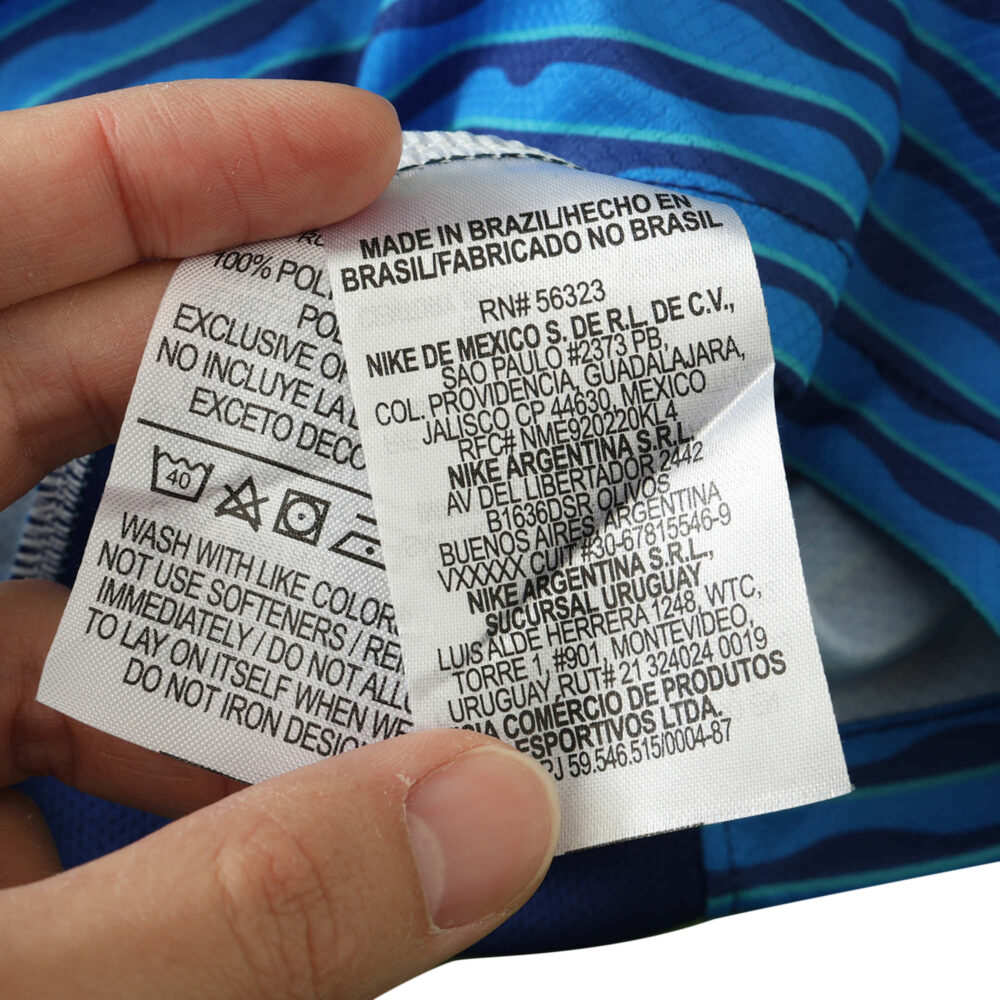 100% POL
PO
EXCLUSIVE O
NO INCLUYE LA
EXCETO DECO
40
WASH WITH LIKE COLOR
NOT USE SOFTENERS / RE
IMMEDIATELY / DO NOT ALL
TO LAY ON ITSELF WHEN WE
DO NOT IRON DESIG
MADE IN BRAZIL/HECHO EN
BRASIL/FABRICADO NO BRASIL
RN# 56323
NIKE DE MEXICO S. DE R.L. DE C.V.,
SAO PAULO #2373 PB,
COL. PROVIDENCIA, GUADALAJARA,
JALISCO CP 44630, MEXICO
RFC# NME920220KL4
NIKE ARGENTINA S.R.L.
AV DEL LIBERTADOR 2442
B1636DSR OLIVOS
BUENOS AIRES, ARGENTINA
VXXXXX CUIT #30-67815546-9
NIKE ARGENTINA S.R.L.,
SUCURSAL URUGUAY
LUIS ALDE HERRERA 1248, WTC,
TORRE 1, #901, MONTEVIDEO,
URUGUAY, RUT# 21 324024 0019
COMÉRCIO DE PRODUTOS
ESPORTIVOS LTDA.
PJ 59.546.515/0004-87